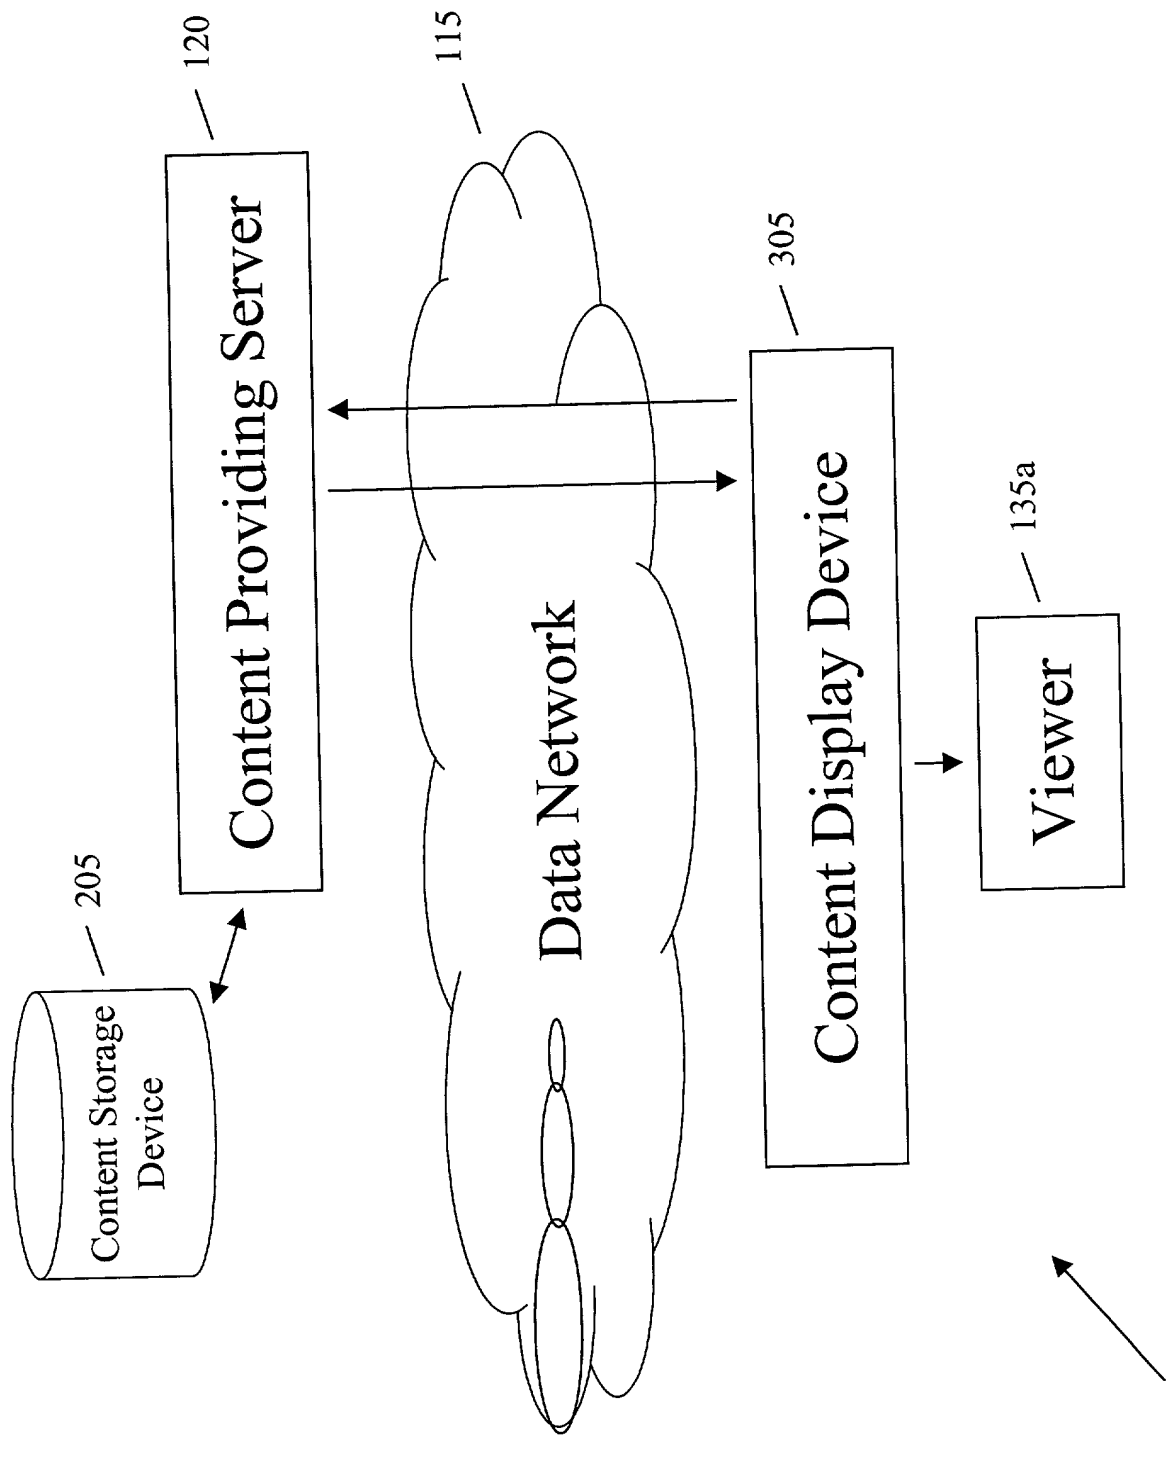 205
Content Storage
Device
120
Content Providing Server
115
Data Network
305
Content Display Device
135a
Viewer